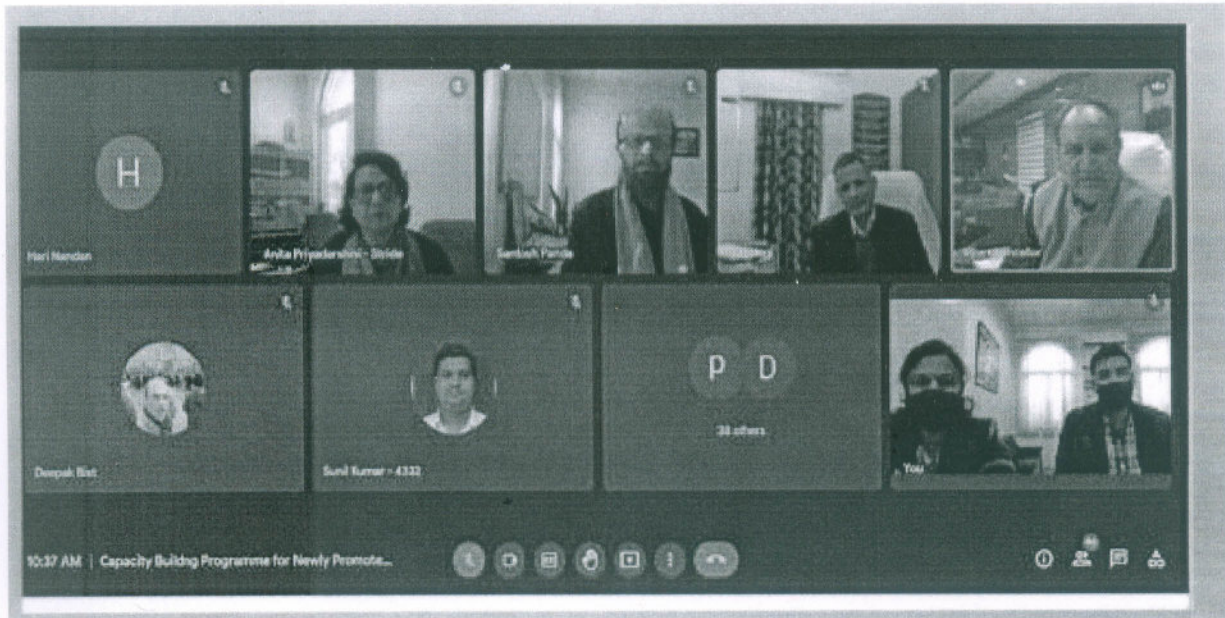 H
Hari Nandan
Anita Priyadarshini - Stride
Santosh Panda
Deepak Bist
Sunil Kumar - 4332
P D
38 others
You
10:37 AM | Capacity Buildng Programme for Newly Promote...